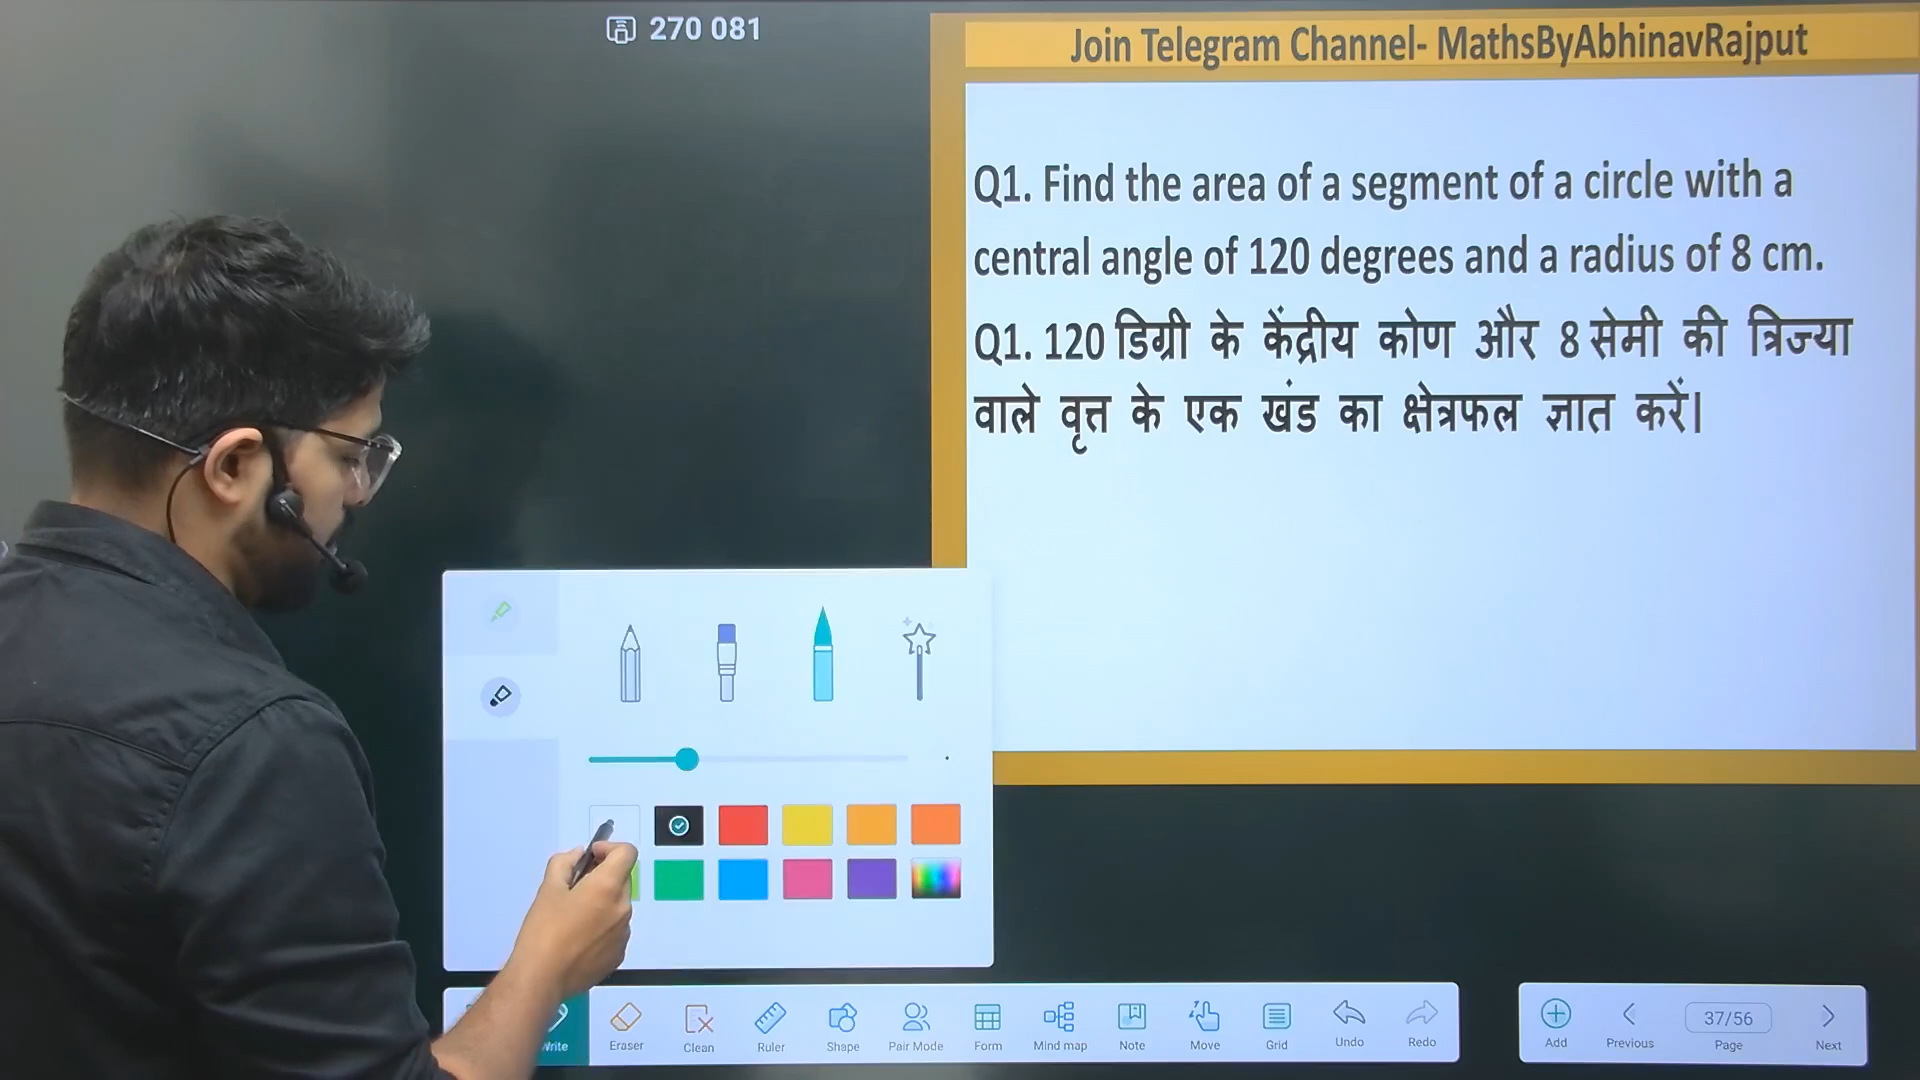 270 081
Join Telegram Channel- MathsByAbhinavRajput
Q1. Find the area of a segment of a circle with a
central angle of 120 degrees and a radius of 8 cm.
Q1. 120 डिग्री के केंद्रीय कोण और 8 सेमी की त्रिज्या
वाले वृत्त के एक खंड का क्षेत्रफल ज्ञात करें।
Write Eraser Clean Ruler Shape Pair Mode Form Mind map Note Move Grid Undo Redo
37/56
Add Previous Page Next